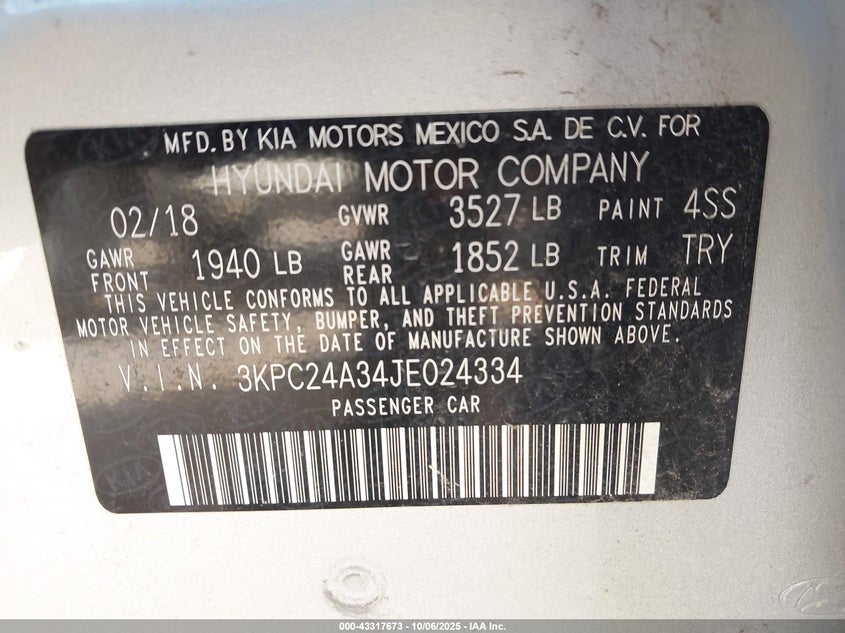 MFD. BY KIA MOTORS MEXICO S.A. DE C.V. FOR
HYUNDAI MOTOR COMPANY
02/18 GVWR 3527 LB PAINT 4SS
GAWR FRONT 1940 LB GAWR REAR 1852 LB TRIM TRY
THIS VEHICLE CONFORMS TO ALL APPLICABLE U.S.A. FEDERAL
MOTOR VEHICLE SAFETY, BUMPER, AND THEFT PREVENTION STANDARDS
IN EFFECT ON THE DATE OF MANUFACTURE SHOWN ABOVE.
V.I.N. 3KPC24A34JE024334
PASSENGER CAR
KIA
000-43317673 | 10/06/2025 - IAA Inc.